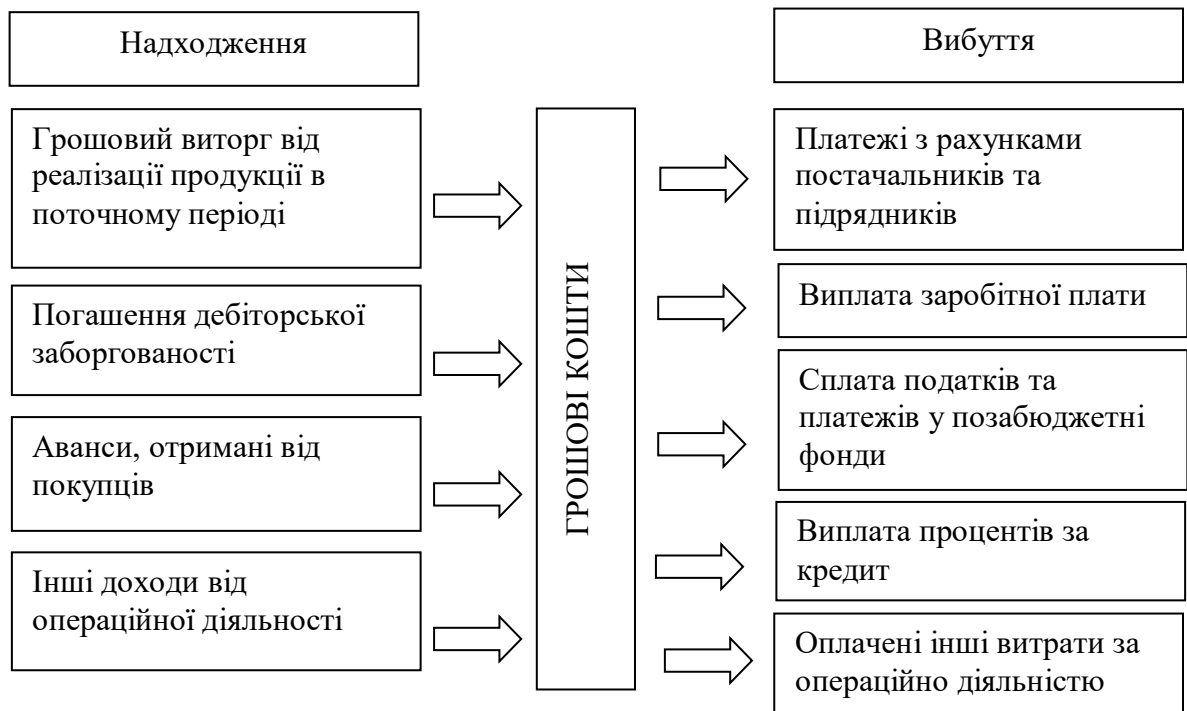 Надходження
Грошовий виторг від
реалізації продукції в
поточному періоді
Погашення дебіторської
заборгованості
Аванси, отримані від
покупців
Інші доходи від
операційної діяльності
ГРОШОВІ КОШТИ
Вибуття
Платежі з рахунками
постачальників та
підрядників
Виплата заробітної плати
Сплата податків та
платежів у позабюджетні
фонди
Виплата процентів за
кредит
Оплачені інші витрати за
операційно діяльністю